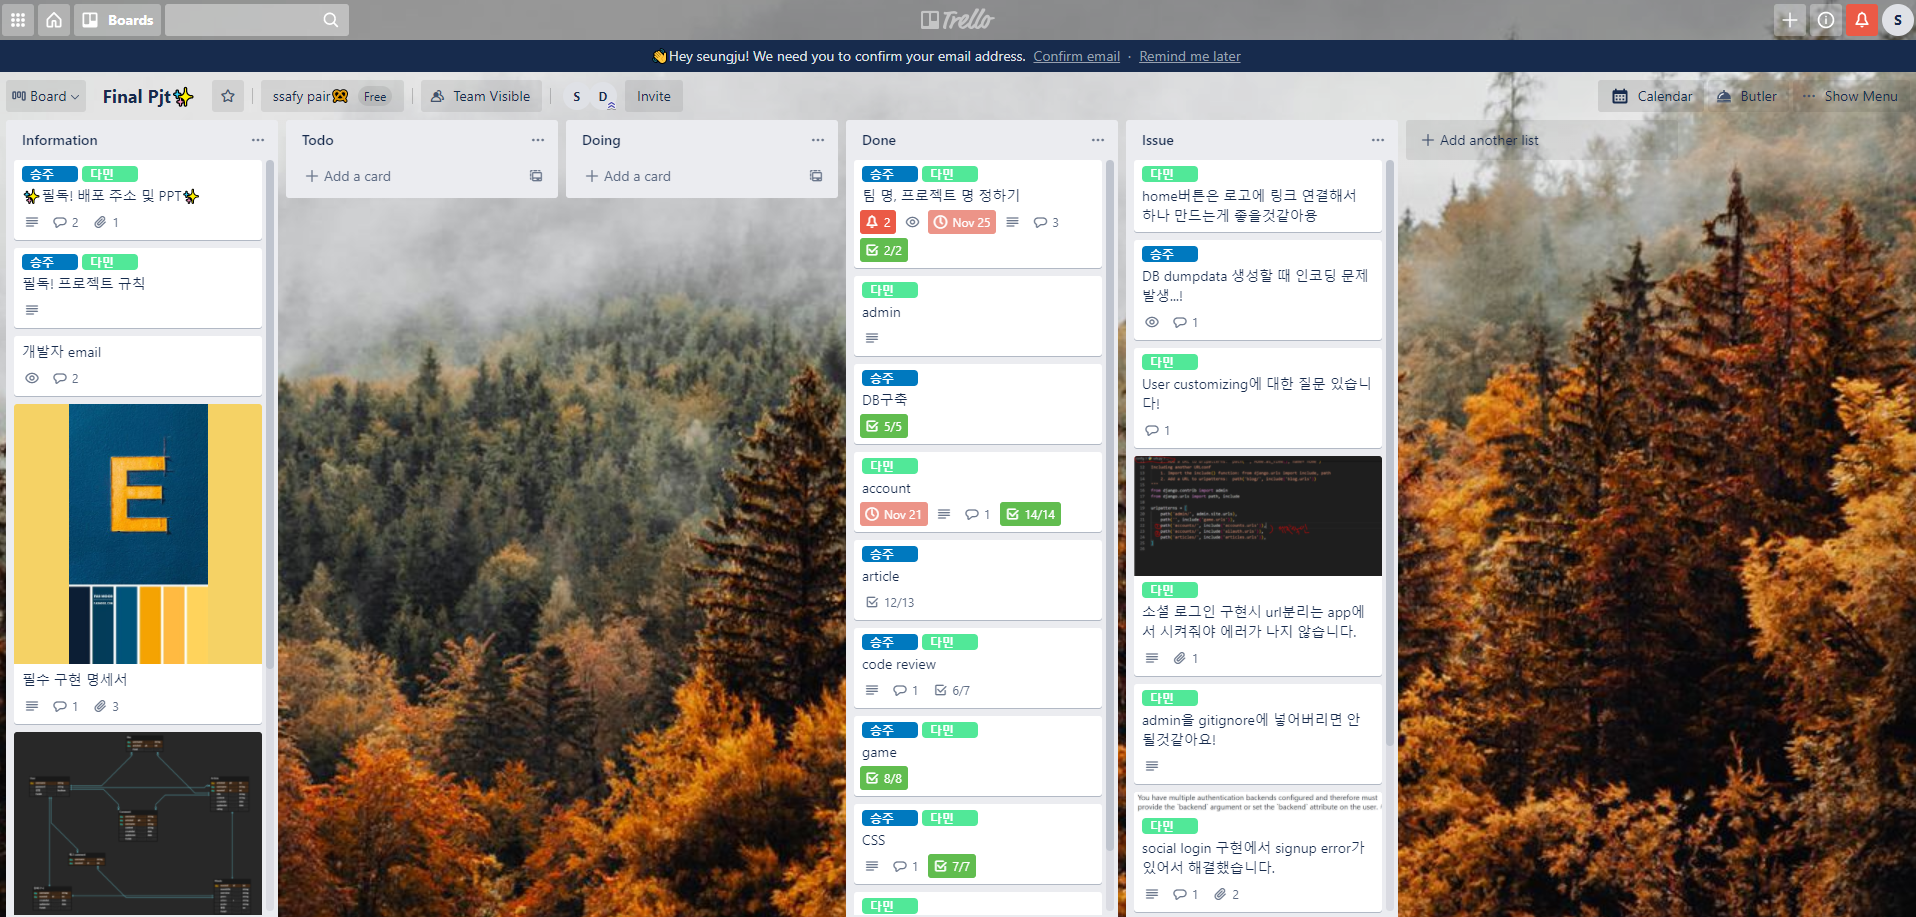 Boards
Trello
S
👋Hey seungju! We need you to confirm your email address. Confirm email · Remind me later
Board
Final Pjt✨
ssafy pair🥨 Free
Team Visible
S
D
Invite
Calendar
Butler
Show Menu
Information
승주 다민
✨필독! 배포 주소 및 PPT✨
2 1
승주 다민
필독! 프로젝트 규칙
개발자 email
2
E
필수 구현 명세서
1 3
Todo
+ Add a card
Doing
+ Add a card
Done
승주 다민
팀 명, 프로젝트 명 정하기
2 Nov 25 3
2/2
다민
admin
승주
DB구축
5/5
다민
account
Nov 21 1 14/14
승주
article
12/13
승주 다민
code review
1 6/7
승주 다민
game
8/8
승주 다민
CSS
1 7/7
다민
Issue
다민
home버튼은 로고에 링크 연결해서
하나 만드는게 좋을것같아용
승주
DB dumpdata 생성할 때 인코딩 문제
발생...!
1
다민
User customizing에 대한 질문 있습니
다!
1
from django.contrib import admin
from django.urls import path, include
urlpatterns = [
다민
소셜 로그인 구현시 url분리는 app에
서 시켜줘야 에러가 나지 않습니다.
1
다민
admin을 gitignore에 넣어버리면 안
될것같아요!
You have multiple authentication backends configured and therefore must
provide the `backend` argument or set the `backend` attribute on the user.
다민
social login 구현에서 signup error가
있어서 해결했습니다.
1 2
+ Add another list